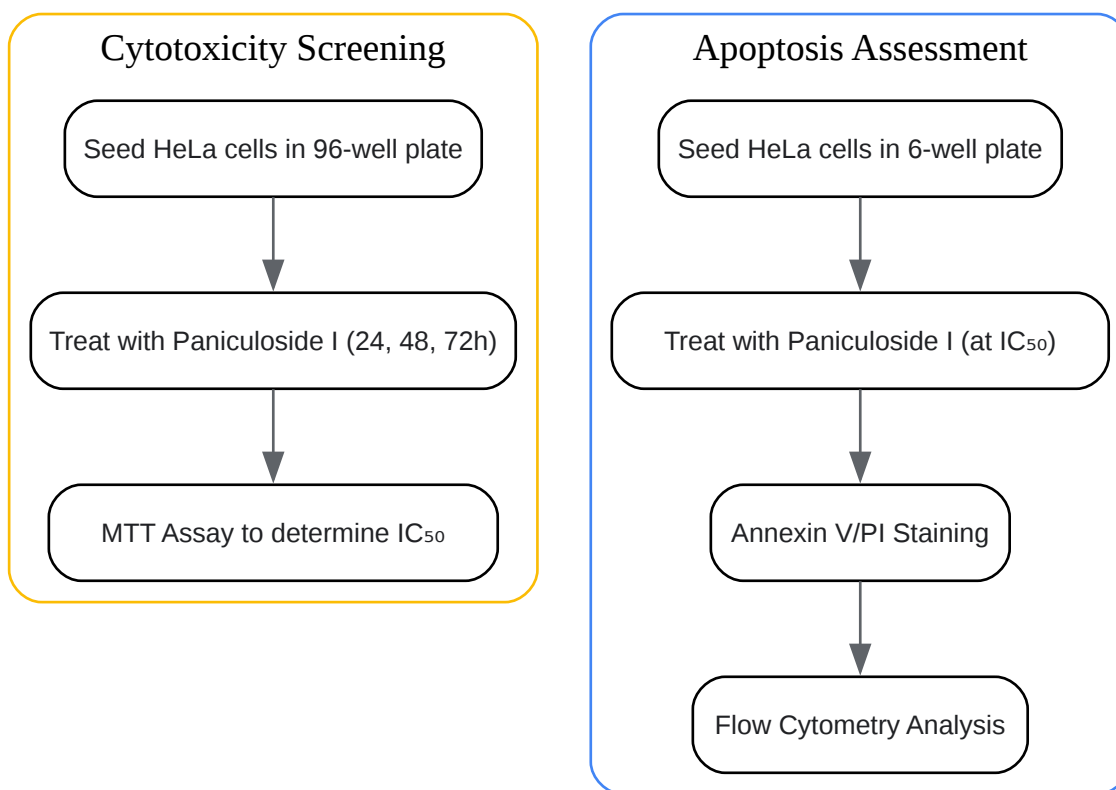 Cytotoxicity Screening
Seed HeLa cells in 96-well plate
Treat with Paniculoside I (24, 48, 72h)
MTT Assay to determine IC₅₀
Apoptosis Assessment
Seed HeLa cells in 6-well plate
Treat with Paniculoside I (at IC₅₀)
Annexin V/PI Staining
Flow Cytometry Analysis